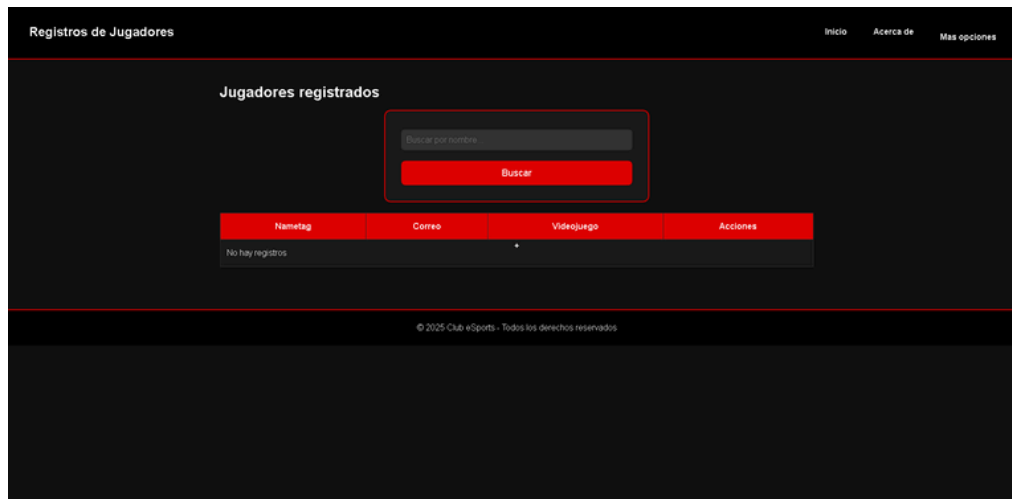 Registros de Jugadores
Inicio Acerca de Mas opciones
Jugadores registrados
Buscar por nombre...
Buscar
Nametag Correo Videojuego Acciones
No hay registros
© 2025 Club eSports - Todos los derechos reservados